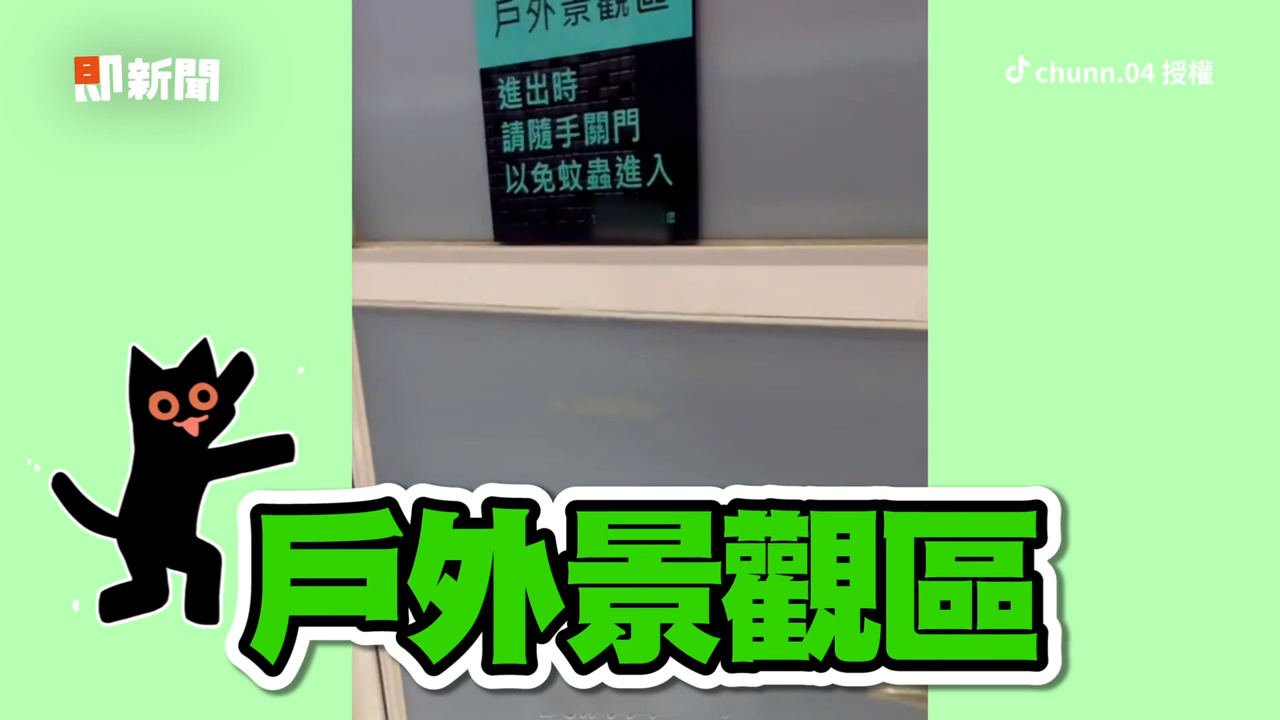 即新聞
chunn.04 授權
戶外景觀區
進出時
請隨手關門
以免蚊蟲進入
戶外景觀區